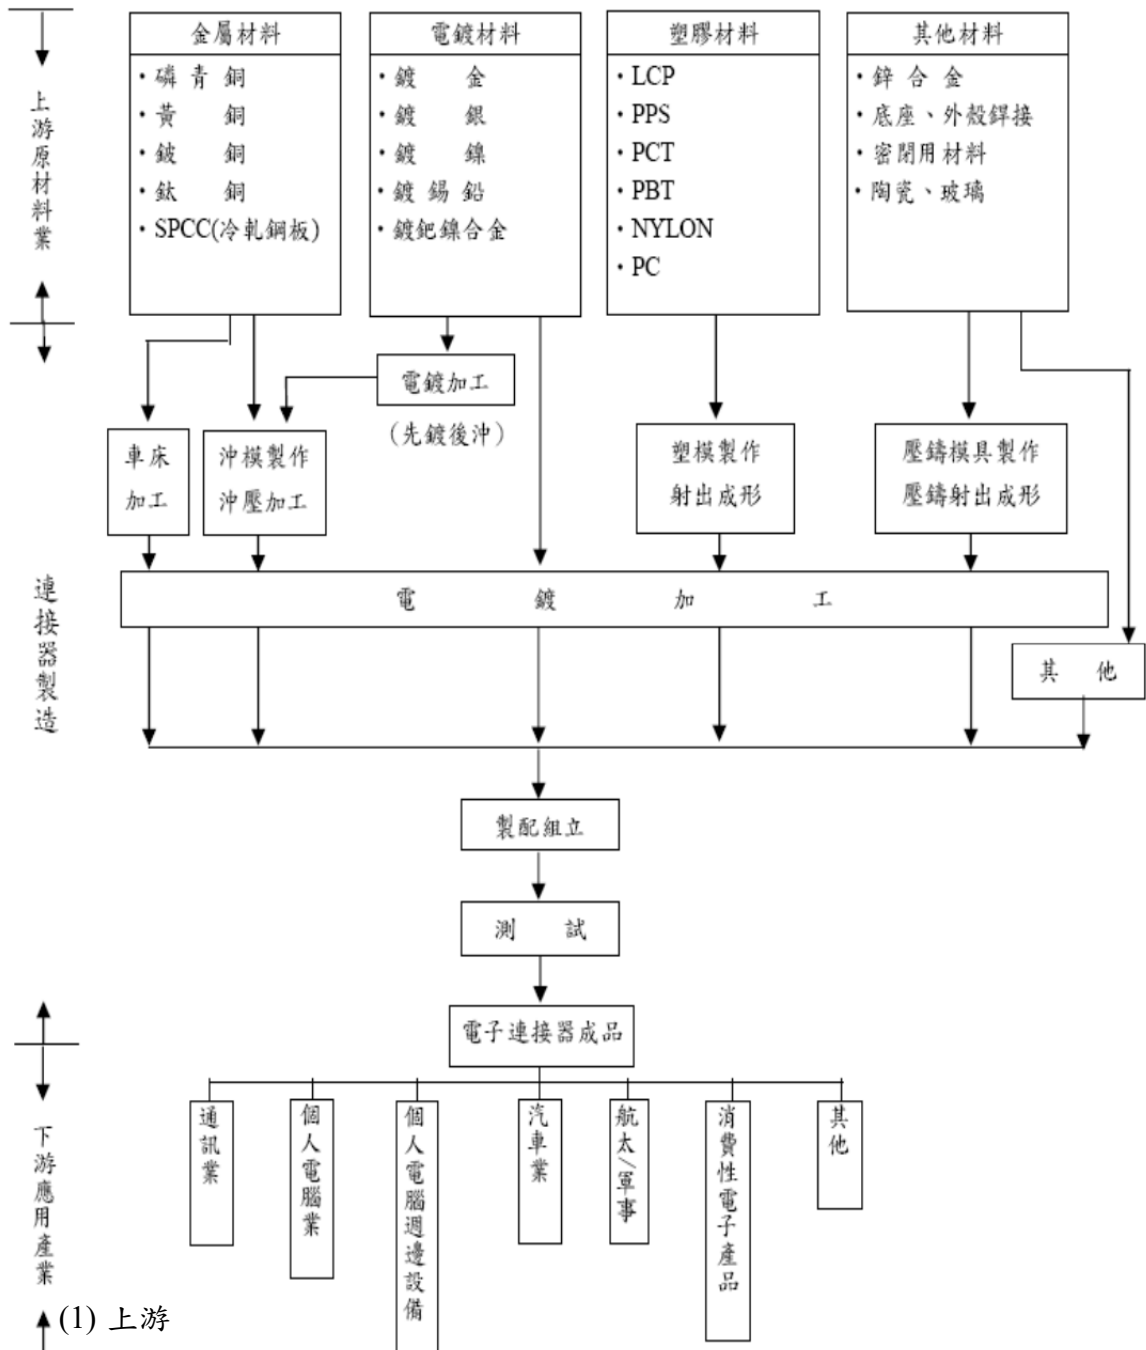 上游原材料業
金屬材料
・磷青銅
・黃銅
・鈹銅
・鈦銅
・SPCC(冷軋鋼板)
電鍍材料
・鍍金
・鍍銀
・鍍鎳
・鍍錫鉛
・鍍鈀鎳合金
塑膠材料
・LCP
・PPS
・PCT
・PBT
・NYLON
・PC
其他材料
・鋅合金
・底座、外殼銲接
・密閉用材料
・陶瓷、玻璃
電鍍加工
(先鍍後沖)
車床
加工
沖模製作
沖壓加工
塑模製作
射出成形
壓鑄模具製作
壓鑄射出成形
連接器製造
電鍍加工
其他
製配組立
測試
電子連接器成品
下游應用產業
通訊業
個人電腦業
個人電腦週邊設備
汽車業
航太/軍事
消費性電子產品
其他
(1) 上游